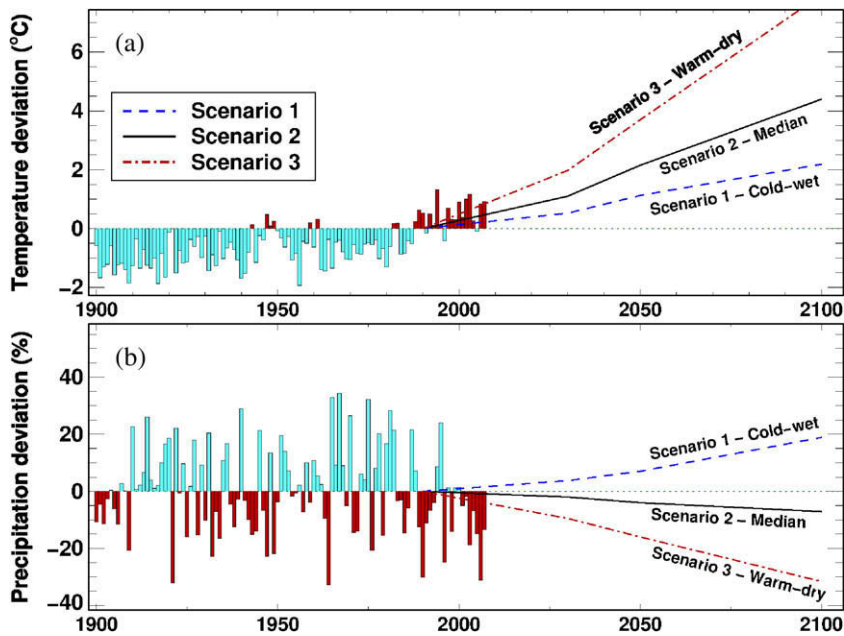 Temperature deviation (°C)
(a)
6
4
2
0
−2
Scenario 1
Scenario 2
Scenario 3
Scenario 3 – Warm–dry
Scenario 2 – Median
Scenario 1 – Cold–wet
1900
1950
2000
2050
2100
Precipitation deviation (%)
(b)
40
20
0
−20
−40
Scenario 1 – Cold–wet
Scenario 2 – Median
Scenario 3 – Warm–dry
1900
1950
2000
2050
2100